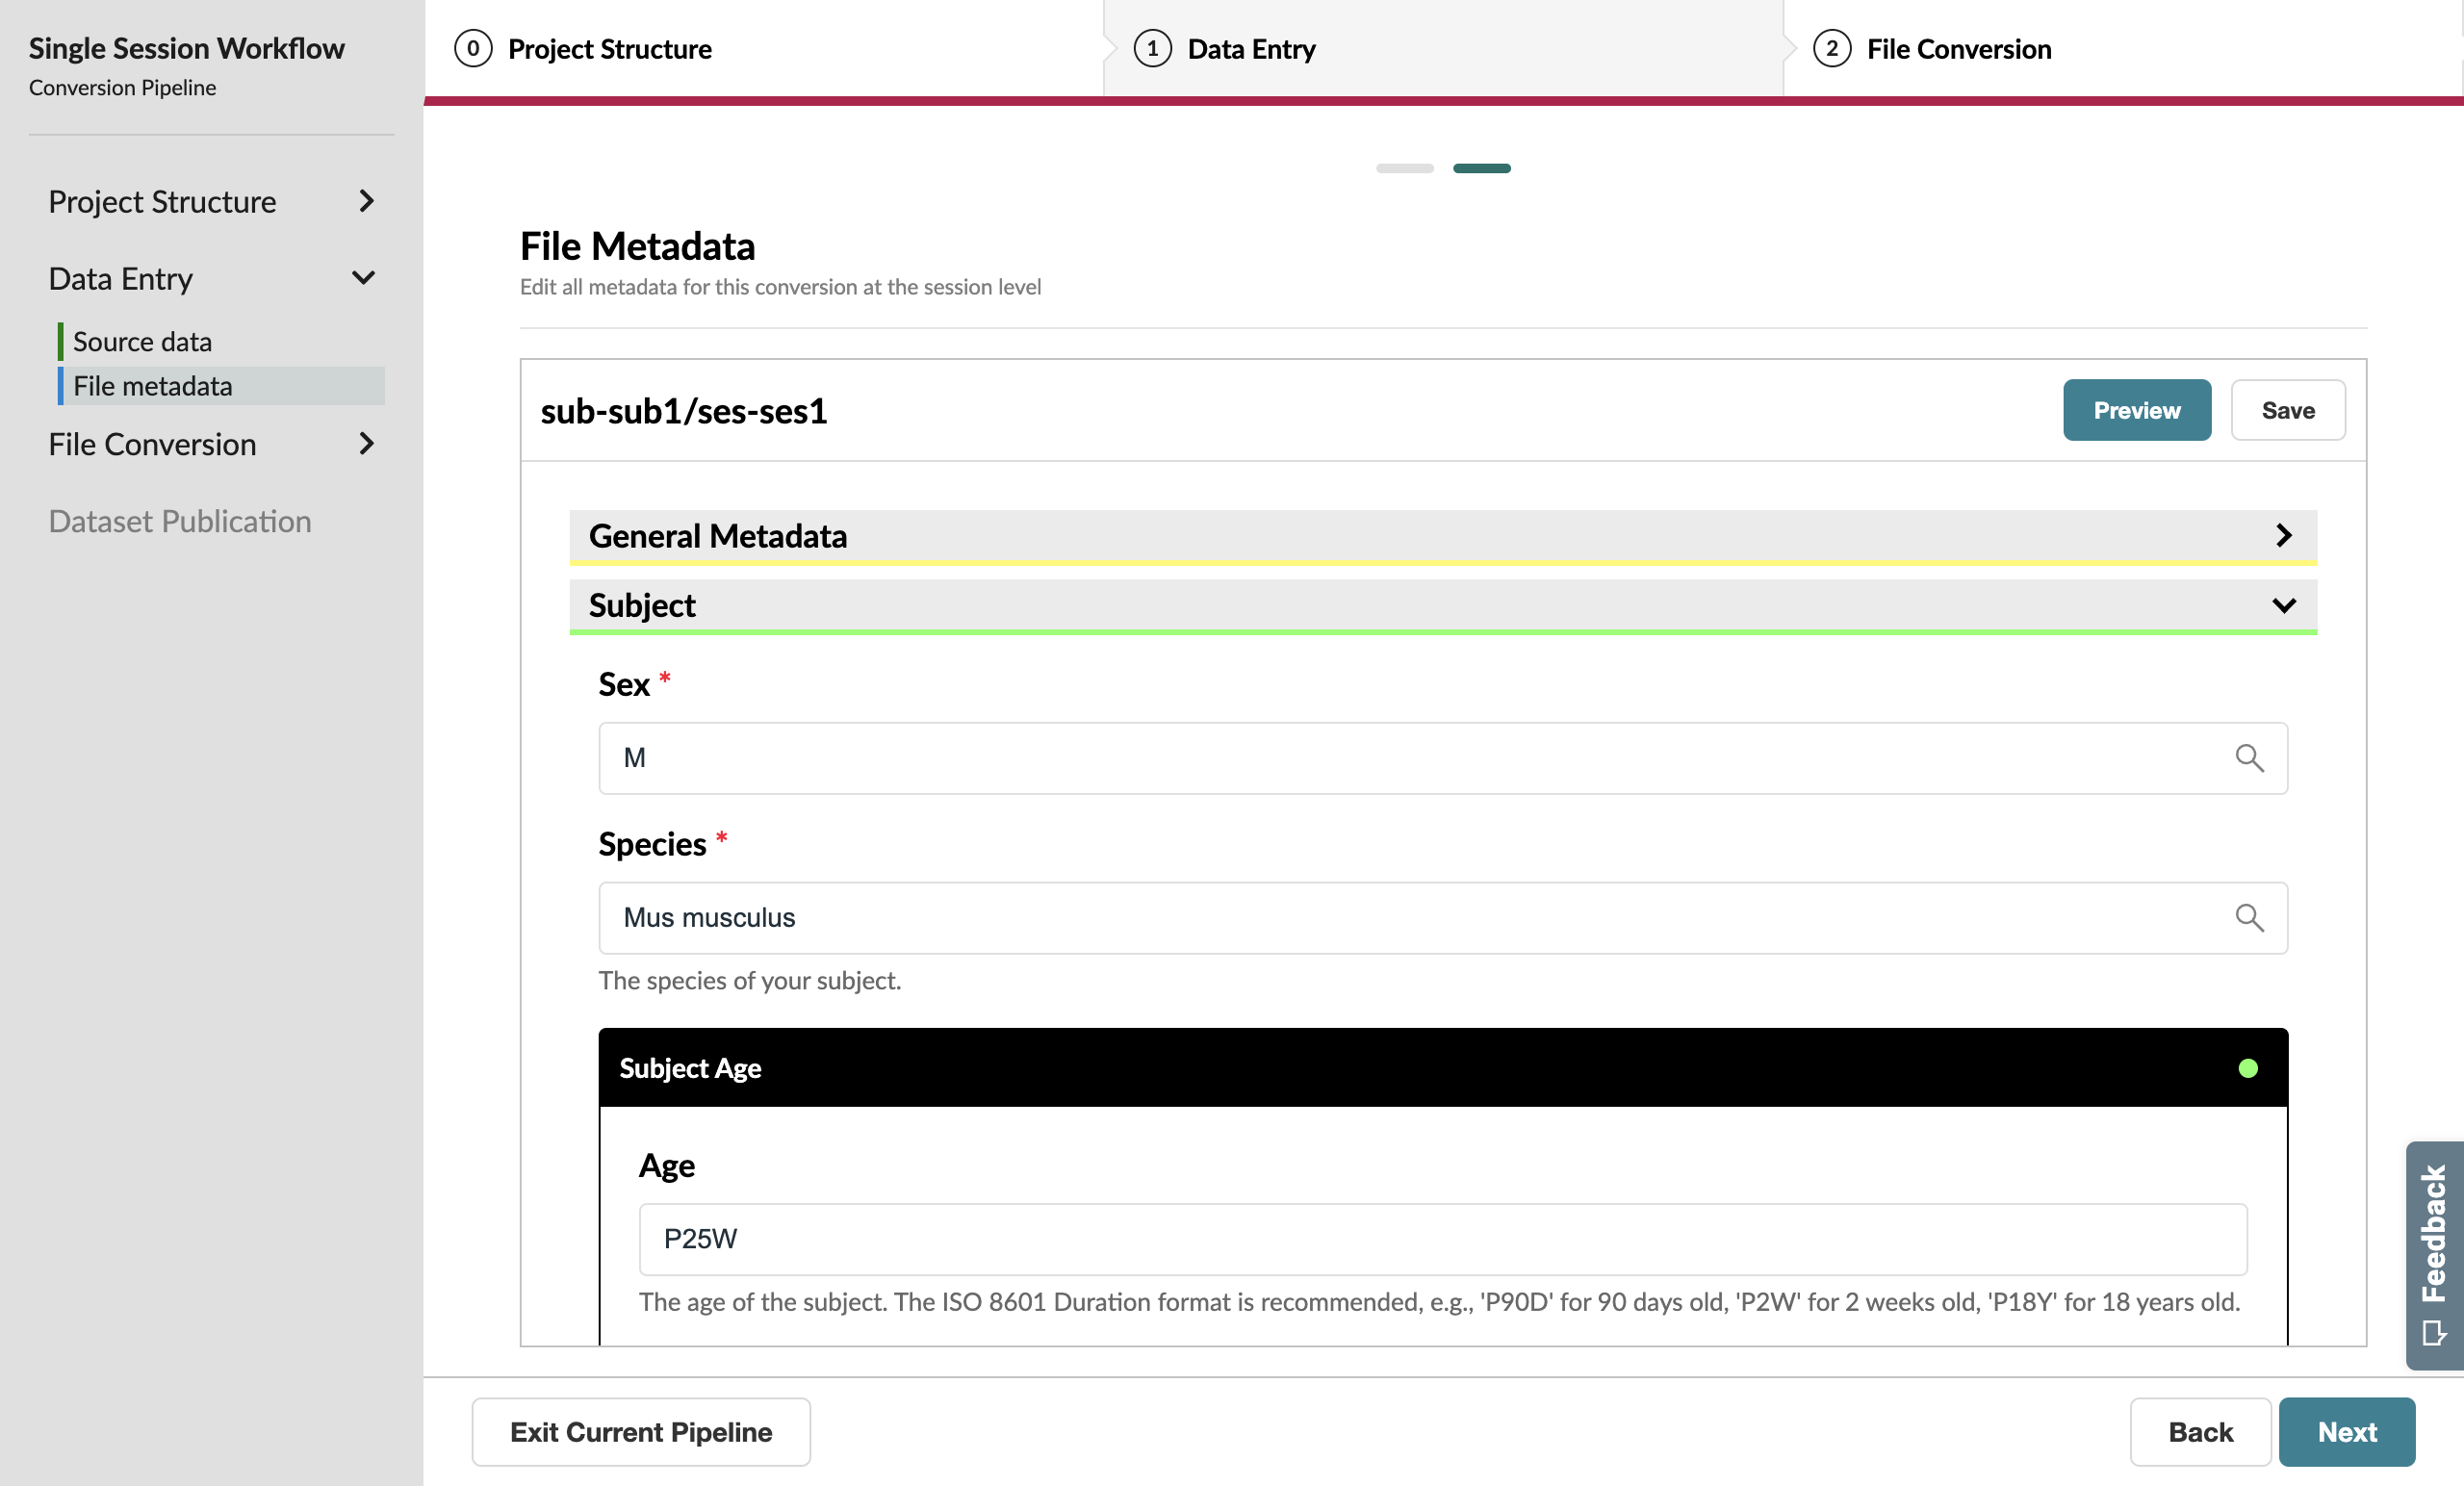 Single Session Workflow
Conversion Pipeline
Project Structure
Data Entry
Source data
File metadata
File Conversion
Dataset Publication
0 Project Structure
1 Data Entry
2 File Conversion
File Metadata
Edit all metadata for this conversion at the session level
sub-sub1/ses-ses1
Preview
Save
General Metadata
Subject
Sex *
M
Species *
Mus musculus
The species of your subject.
Subject Age
Age
P25W
The age of the subject. The ISO 8601 Duration format is recommended, e.g., 'P90D' for 90 days old, 'P2W' for 2 weeks old, 'P18Y' for 18 years old.
Feedback
Exit Current Pipeline
Back
Next